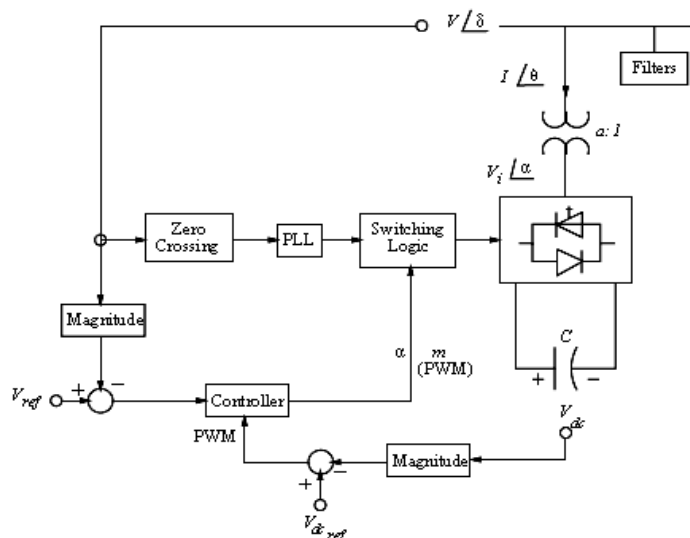 V /δ
Filters
I /θ
a:1
V_i /α
Zero
Crossing
PLL
Switching
Logic
Magnitude
α
m
(PWM)
C
+
−
+
−
V_ref
Controller
V_dc
PWM
Magnitude
−
+
V_dc_ref